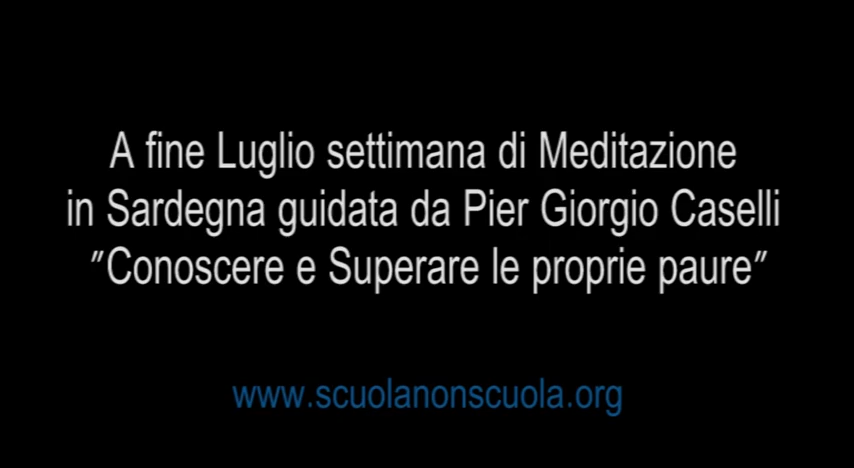 A fine Luglio settimana di Meditazione
in Sardegna guidata da Pier Giorgio Caselli
"Conoscere e Superare le proprie paure"
www.scuolanonscuola.org